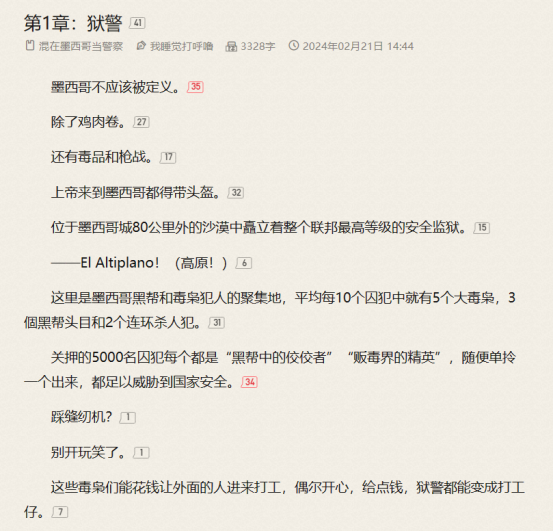 第1章：狱警 41
混在墨西哥当警察 我睡觉打呼噜 3328字 2024年02月21日 14:44
墨西哥不应该被定义。 35
除了鸡肉卷。 27
还有毒品和枪战。 17
上帝来到墨西哥都得带头盔。 32
位于墨西哥城80公里外的沙漠中矗立着整个联邦最高等级的安全监狱。 15
——El Altiplano！（高原！） 6
这里是墨西哥黑帮和毒枭犯人的聚集地，平均每10个囚犯中就有5个大毒枭，3
個黑帮头目和2个连环杀人犯。 31
关押的5000名囚犯每个都是“黑帮中的佼佼者”“贩毒界的精英”，随便单拎
一个出来，都足以威胁到国家安全。 34
踩缝纫机？ 1
别开玩笑了。 1
这些毒枭们能花钱让外面的人进来打工，偶尔开心，给点钱，狱警都能变成打工
仔。 7